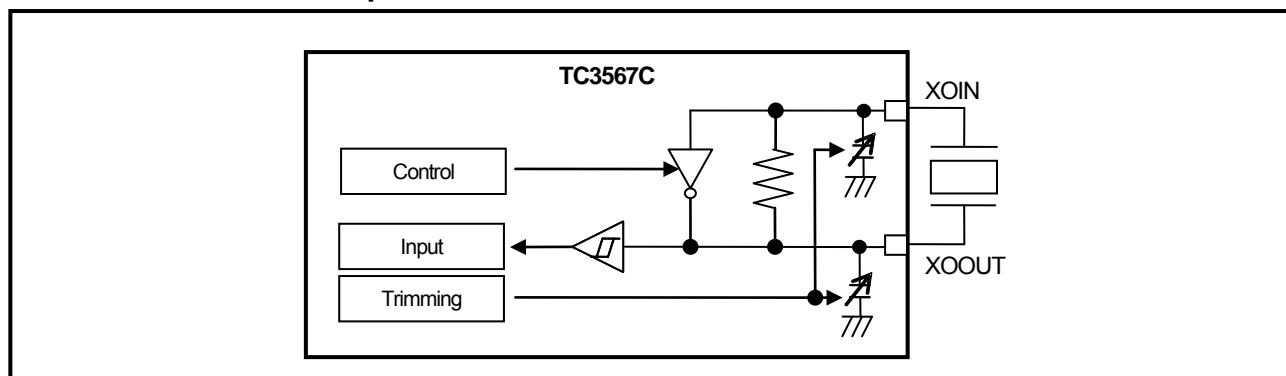 TC3567C
XOIN
Control
Input
XOOUT
Trimming